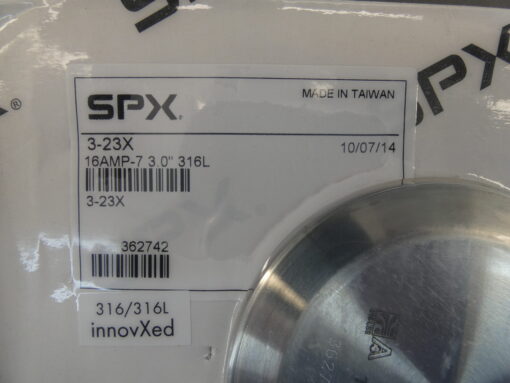 SPX.
MADE IN TAIWAN
3-23X
10/07/14
16AMP-7 3.0" 316L
3-23X
362742
316/316L
innovXed
SPX
X®